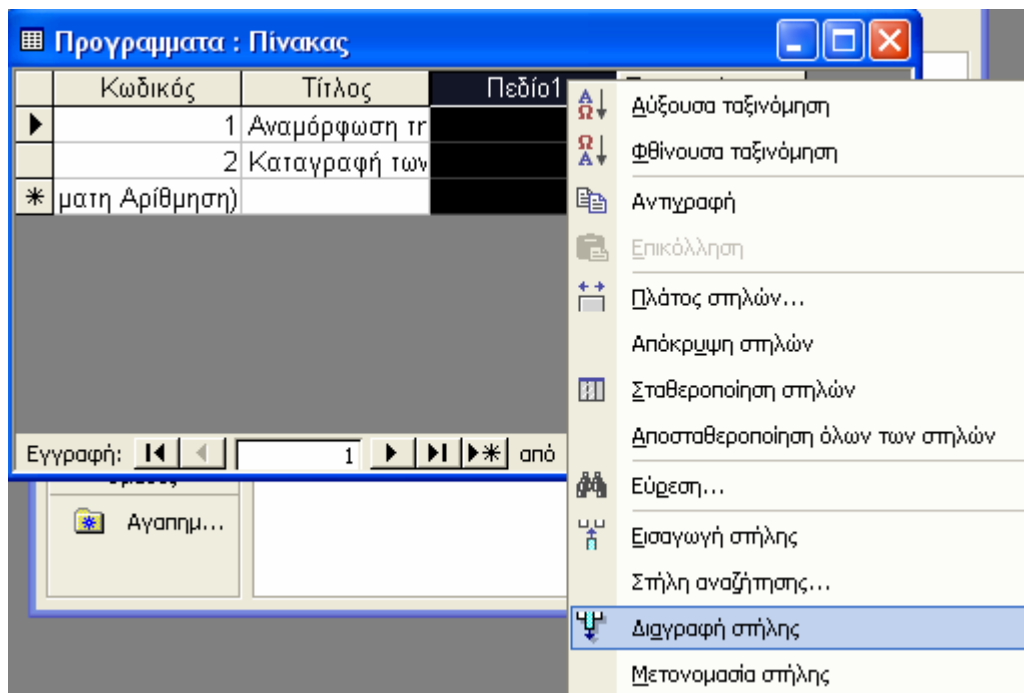 Προγραμματα : Πίνακας
Κωδικός Τίτλος Πεδίο1
1 Αναμόρφωση τη
2 Καταγραφή των
ματη Αρίθμηση)
Εγγραφή: 1 από
Αγαπημ...
Αύξουσα ταξινόμηση
Φθίνουσα ταξινόμηση
Αντιγραφή
Επικόλληση
Πλάτος στηλών...
Απόκρυψη στηλών
Σταθεροποίηση στηλών
Αποσταθεροποίηση όλων των στηλών
Εύρεση...
Εισαγωγή στήλης
Στήλη αναζήτησης...
Διαγραφή στήλης
Μετονομασία στήλης